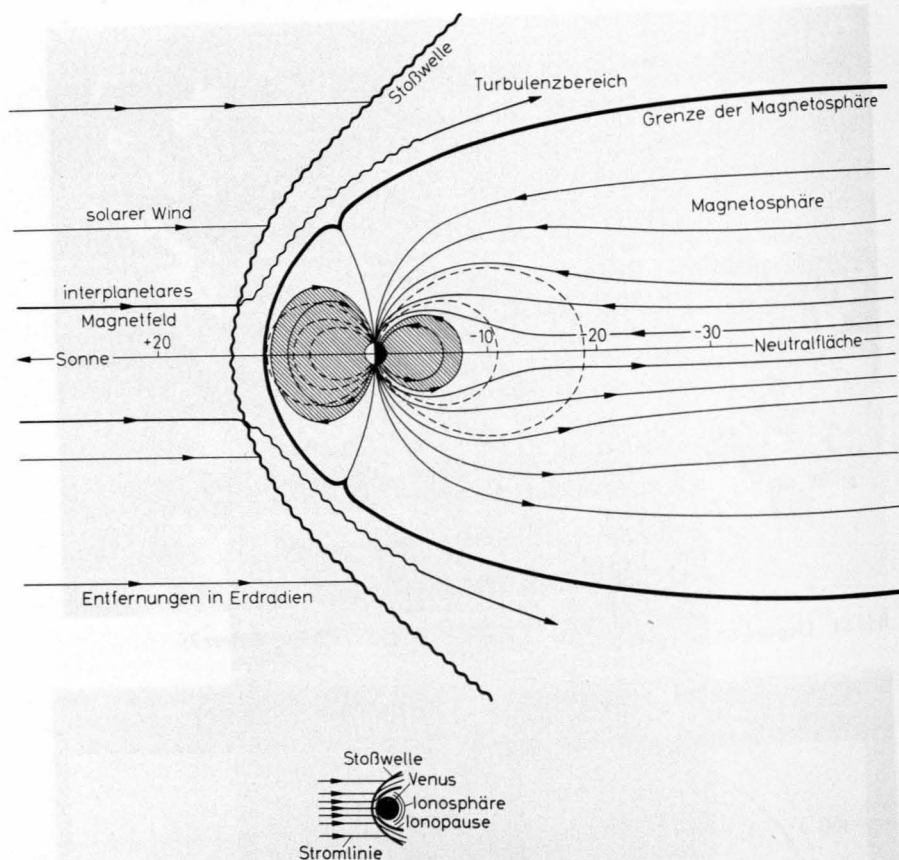 Stoßwelle
Turbulenzbereich
Grenze der Magnetosphäre
Magnetosphäre
solarer Wind
interplanetares
Magnetfeld
+20
-10
-20
-30
Sonne
Neutralfläche
Entfernungen in Erdradien
Stoßwelle
Venus
Ionosphäre
Ionopause
Stromlinie